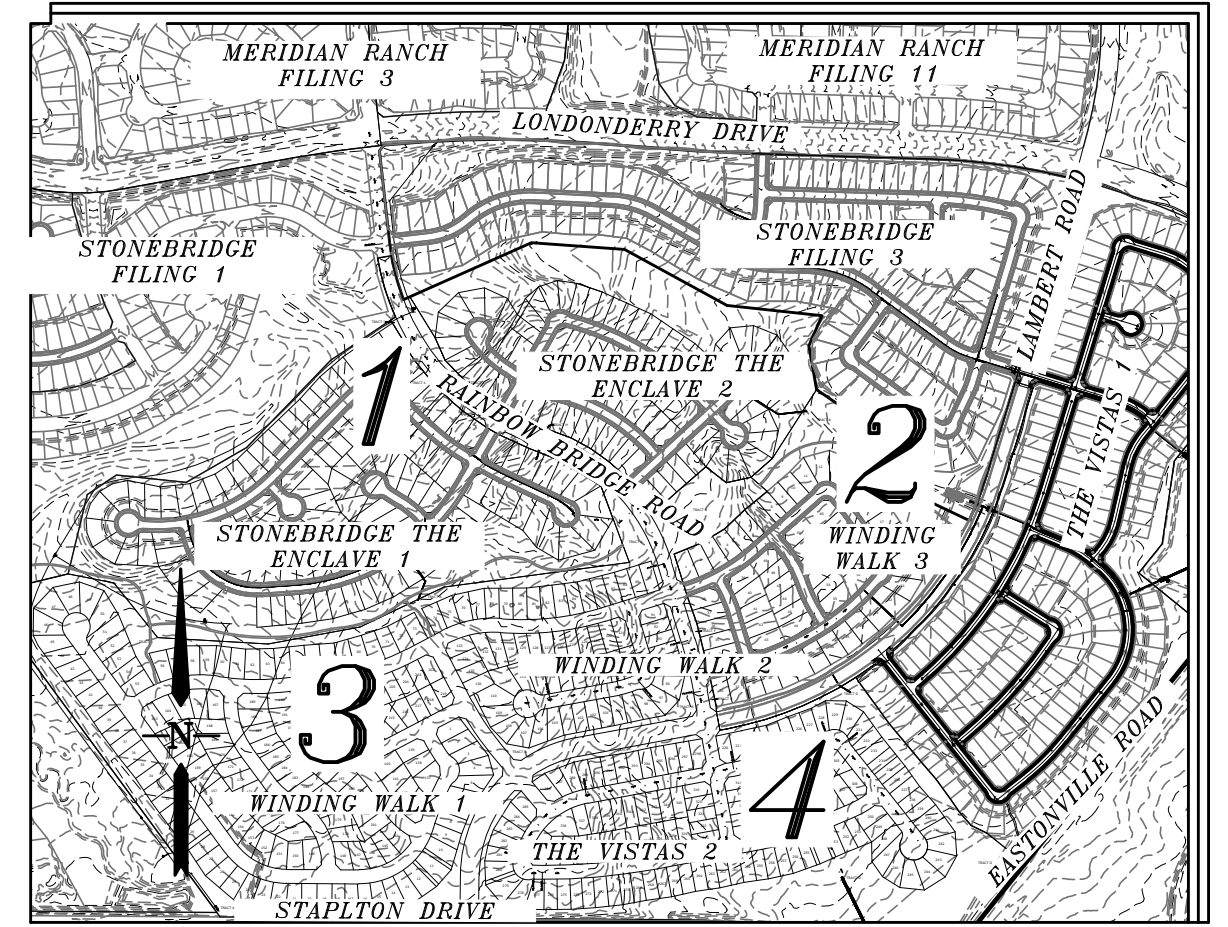 MERIDIAN RANCH
FILING 3
MERIDIAN RANCH
FILING 11
LONDONDERRY DRIVE
STONEBRIDGE
FILING 1
STONEBRIDGE
FILING 3
LAMBERT ROAD
1
STONEBRIDGE THE
ENCLAVE 2
RAINBOW BRIDGE ROAD
2
THE VISTAS 1
STONEBRIDGE THE
ENCLAVE 1
WINDING
WALK 3
WINDING WALK 2
3
N
4
WINDING WALK 1
THE VISTAS 2
EASTONVILLE ROAD
STAPLTON DRIVE